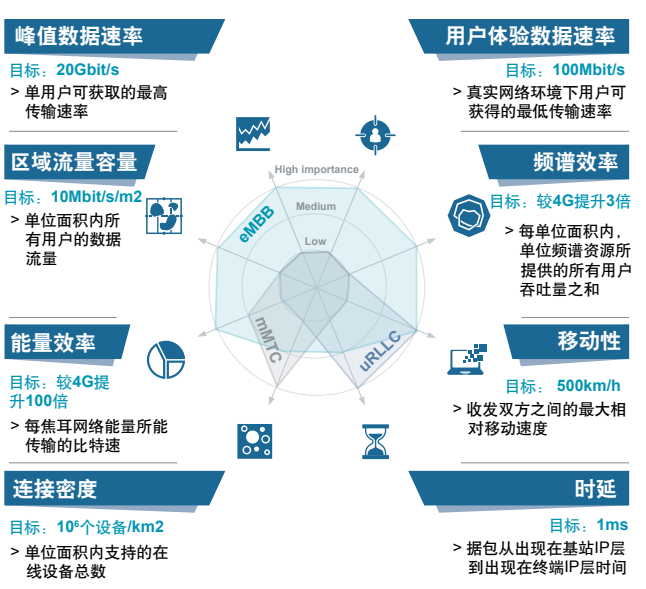 峰值数据速率
目标：20Gbit/s
> 单用户可获取的最高
传输速率
用户体验数据速率
目标：100Mbit/s
> 真实网络环境下用户可
获得的最低传输速率
区域流量容量
目标：10Mbit/s/m2
> 单位面积内所
有用户的数据
流量
频谱效率
目标：较4G提升3倍
> 每单位面积内，
单位频谱资源所
提供的所有用户
吞吐量之和
High importance
Medium
Low
eMBB
mMTC
uRLLC
能量效率
目标：较4G提
升100倍
> 每焦耳网络能量所能
传输的比特速
移动性
目标： 500km/h
> 收发双方之间的最大相
对移动速度
连接密度
目标：10⁶个设备/km2
> 单位面积内支持的在
线设备总数
时延
目标：1ms
> 据包从出现在基站IP层
到出现在终端IP层时间